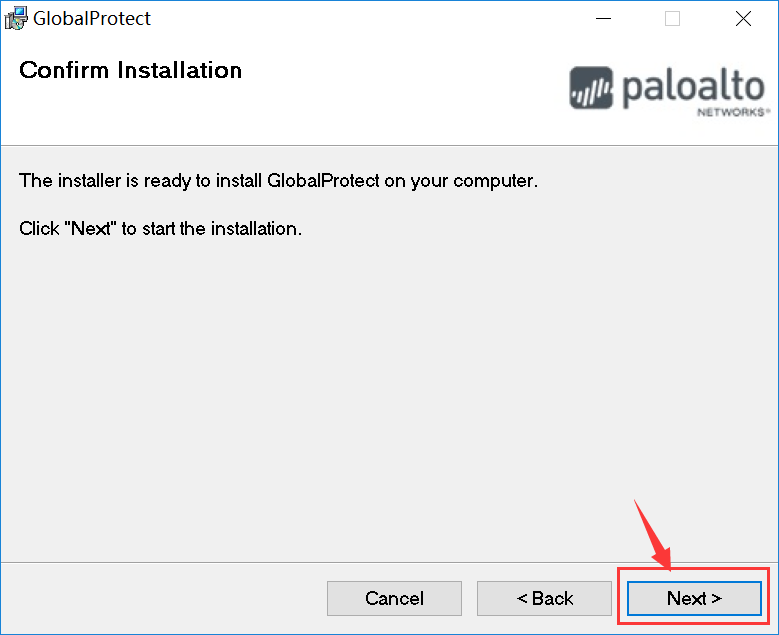 GlobalProtect
Confirm Installation
paloalto
NETWORKS®
The installer is ready to install GlobalProtect on your computer.
Click "Next" to start the installation.
Cancel
< Back
Next >